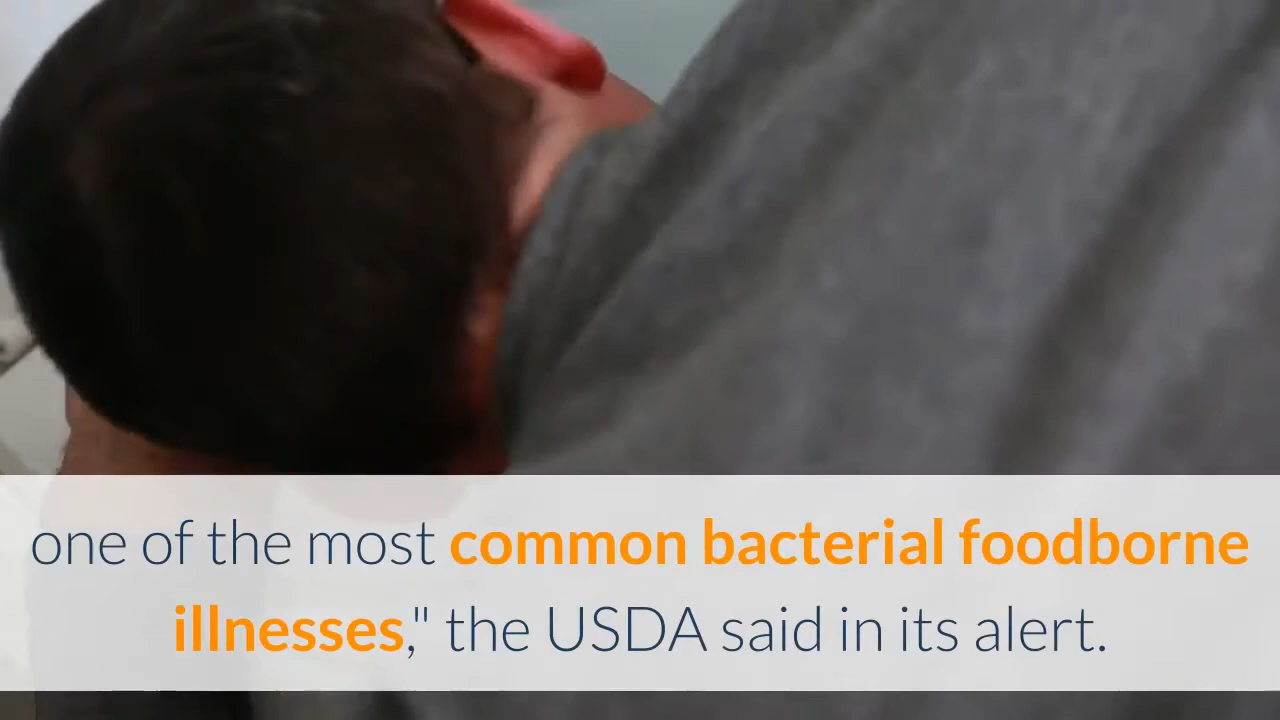 one of the most common bacterial foodborne
illnesses," the USDA said in its alert.